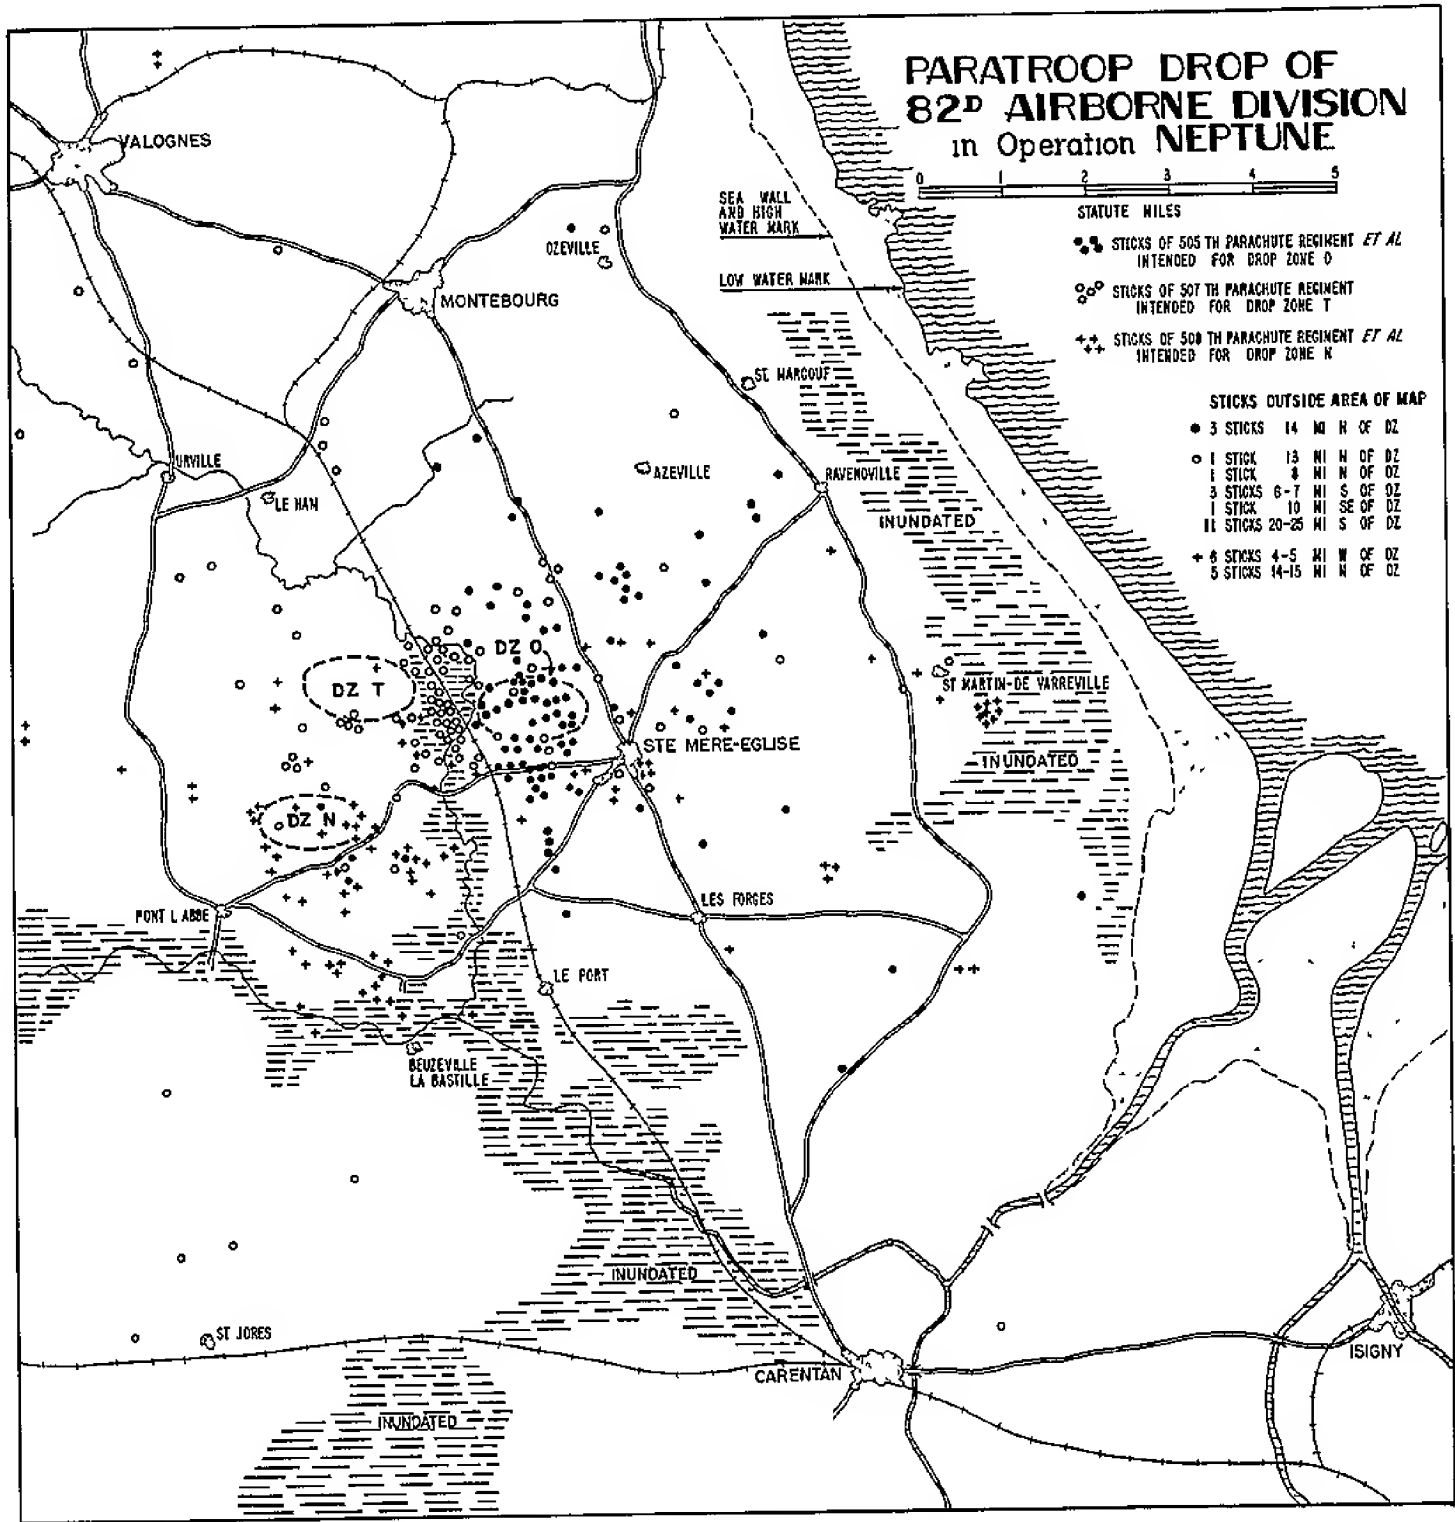 PARATROOP DROP OF
82D AIRBORNE DIVISION
in Operation NEPTUNE
0 1 2 3 4 5
STATUTE MILES
SEA WALL
AND HIGH
WATER MARK
LOW WATER MARK
STICKS OF 505 TH PARACHUTE REGIMENT ET AL
INTENDED FOR DROP ZONE O
STICKS OF 507 TH PARACHUTE REGIMENT
INTENDED FOR DROP ZONE T
STICKS OF 508 TH PARACHUTE REGIMENT ET AL
INTENDED FOR DROP ZONE N
STICKS OUTSIDE AREA OF MAP
3 STICKS 14 MI N OF DZ
1 STICK 13 MI N OF DZ
1 STICK 8 MI N OF DZ
3 STICKS 6-7 MI S OF DZ
1 STICK 10 MI SE OF DZ
11 STICKS 20-25 MI S OF DZ
+ 6 STICKS 4-5 MI W OF DZ
5 STICKS 14-15 MI N OF DZ
VALOGNES
OZEVILLE
MONTEBOURG
ST MARCOUF
URVILLE
LE HAN
AZEVILLE
RAVENOVILLE
INUNDATED
DZ O
DZ T
ST MARTIN-DE VARREVILLE
STE MERE-EGLISE
INUNDATED
DZ N
PONT L ABBE
LES FORGES
LE PORT
BEUZEVILLE
LA BASTILLE
INUNDATED
ST JORES
CARENTAN
ISIGNY
INUNDATED